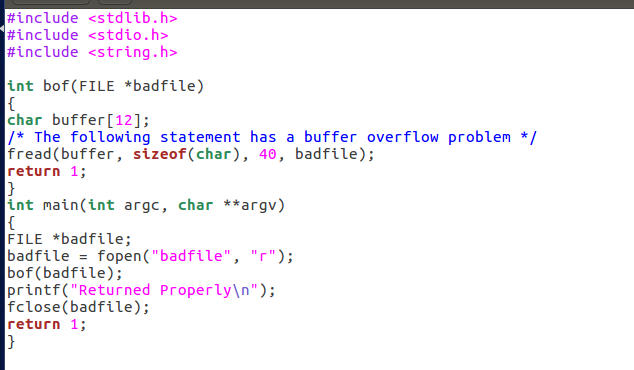 #include <stdlib.h>
#include <stdio.h>
#include <string.h>

int bof(FILE *badfile)
{
char buffer[12];
/* The following statement has a buffer overflow problem */
fread(buffer, sizeof(char), 40, badfile);
return 1;
}
int main(int argc, char **argv)
{
FILE *badfile;
badfile = fopen("badfile", "r");
bof(badfile);
printf("Returned Properly\n");
fclose(badfile);
return 1;
}